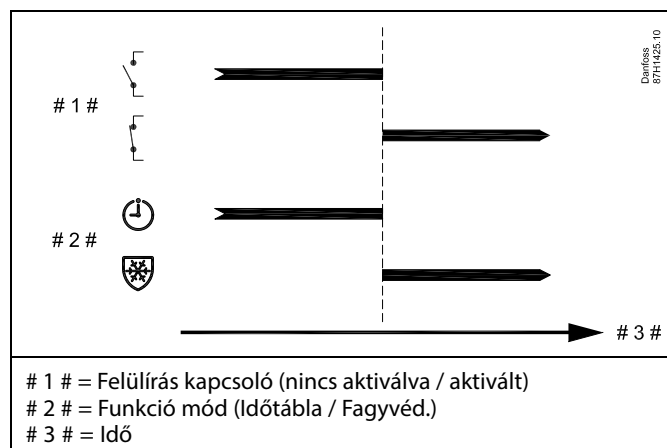 Danfoss
87H1425.10
# 1 #
# 2 #
# 3 #
# 1 # = Felülírás kapcsoló (nincs aktiválva / aktivált)
# 2 # = Funkció mód (Időtábla / Fagyvéd.)
# 3 # = Idő